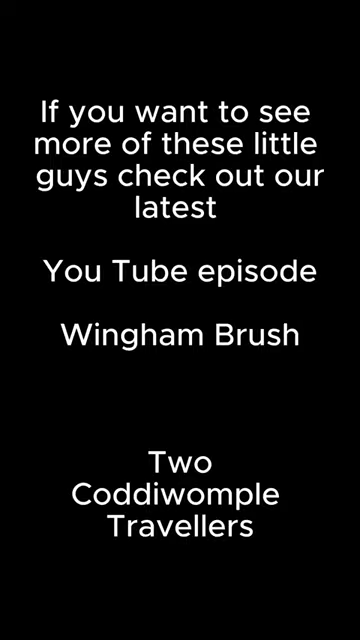 If you want to see
more of these little
guys check out our
latest
You Tube episode
Wingham Brush
Two
Coddiwomple
Travellers